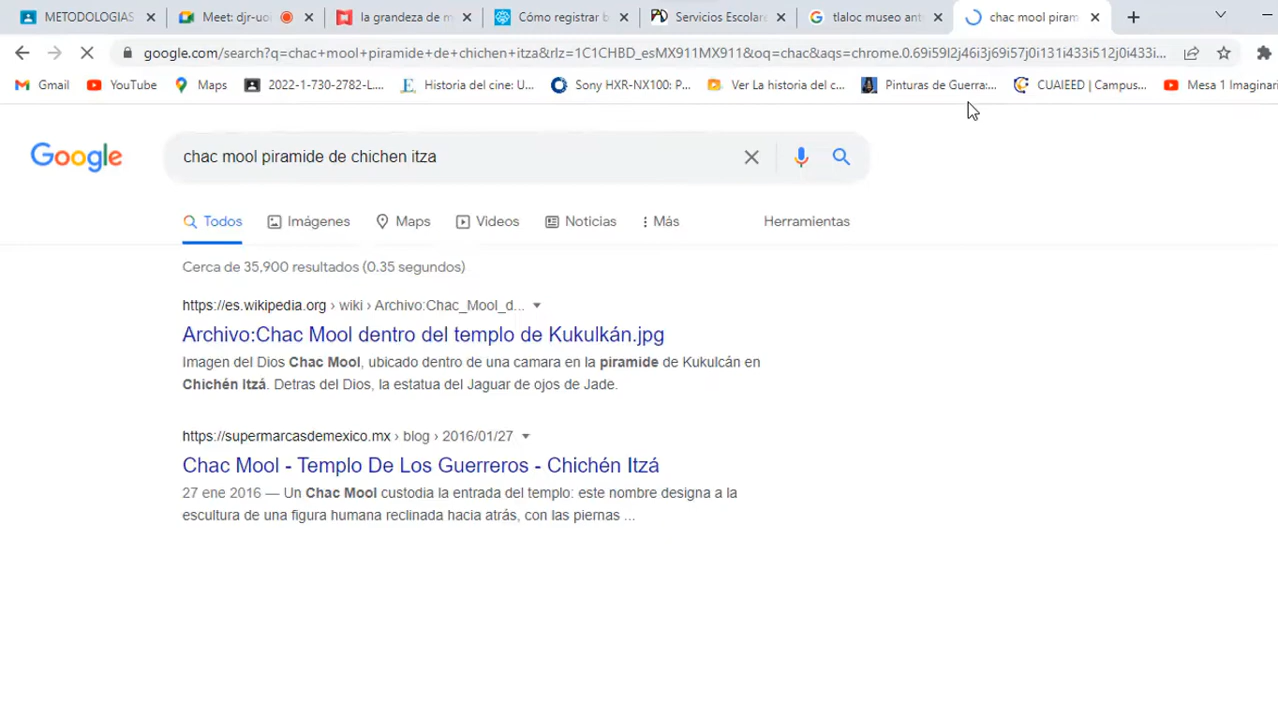 METODOLOGIAS
Meet: djr-uo
la grandeza de m
Cómo registrar b
Servicios Escolare
tlaloc museo ant
chac mool piram
google.com/search?q=chac+mool+piramide+de+chichen+itza&rlz=1C1CHBD_esMX911MX911&oq=chac&aqs=chrome.0.69i59l2j46i3j69i57j0i131i433i512j0i433i...
Gmail
YouTube
Maps
2022-1-730-2782-L...
Historia del cine: U...
Sony HXR-NX100: P...
Ver La historia del c...
Pinturas de Guerra:...
CUAIEED | Campus...
Mesa 1 Imaginari
Google
chac mool piramide de chichen itza
Todos
Imágenes
Maps
Videos
Noticias
Más
Herramientas
Cerca de 35,900 resultados (0.35 segundos)
https://es.wikipedia.org › wiki › Archivo:Chac_Mool_d...
Archivo:Chac Mool dentro del templo de Kukulkán.jpg
Imagen del Dios Chac Mool, ubicado dentro de una camara en la piramide de Kukulcán en
Chichén Itzá. Detras del Dios, la estatua del Jaguar de ojos de Jade.
https://supermarcasdemexico.mx › blog › 2016/01/27
Chac Mool - Templo De Los Guerreros - Chichén Itzá
27 ene 2016 — Un Chac Mool custodia la entrada del templo: este nombre designa a la
escultura de una figura humana reclinada hacia atrás, con las piernas ...